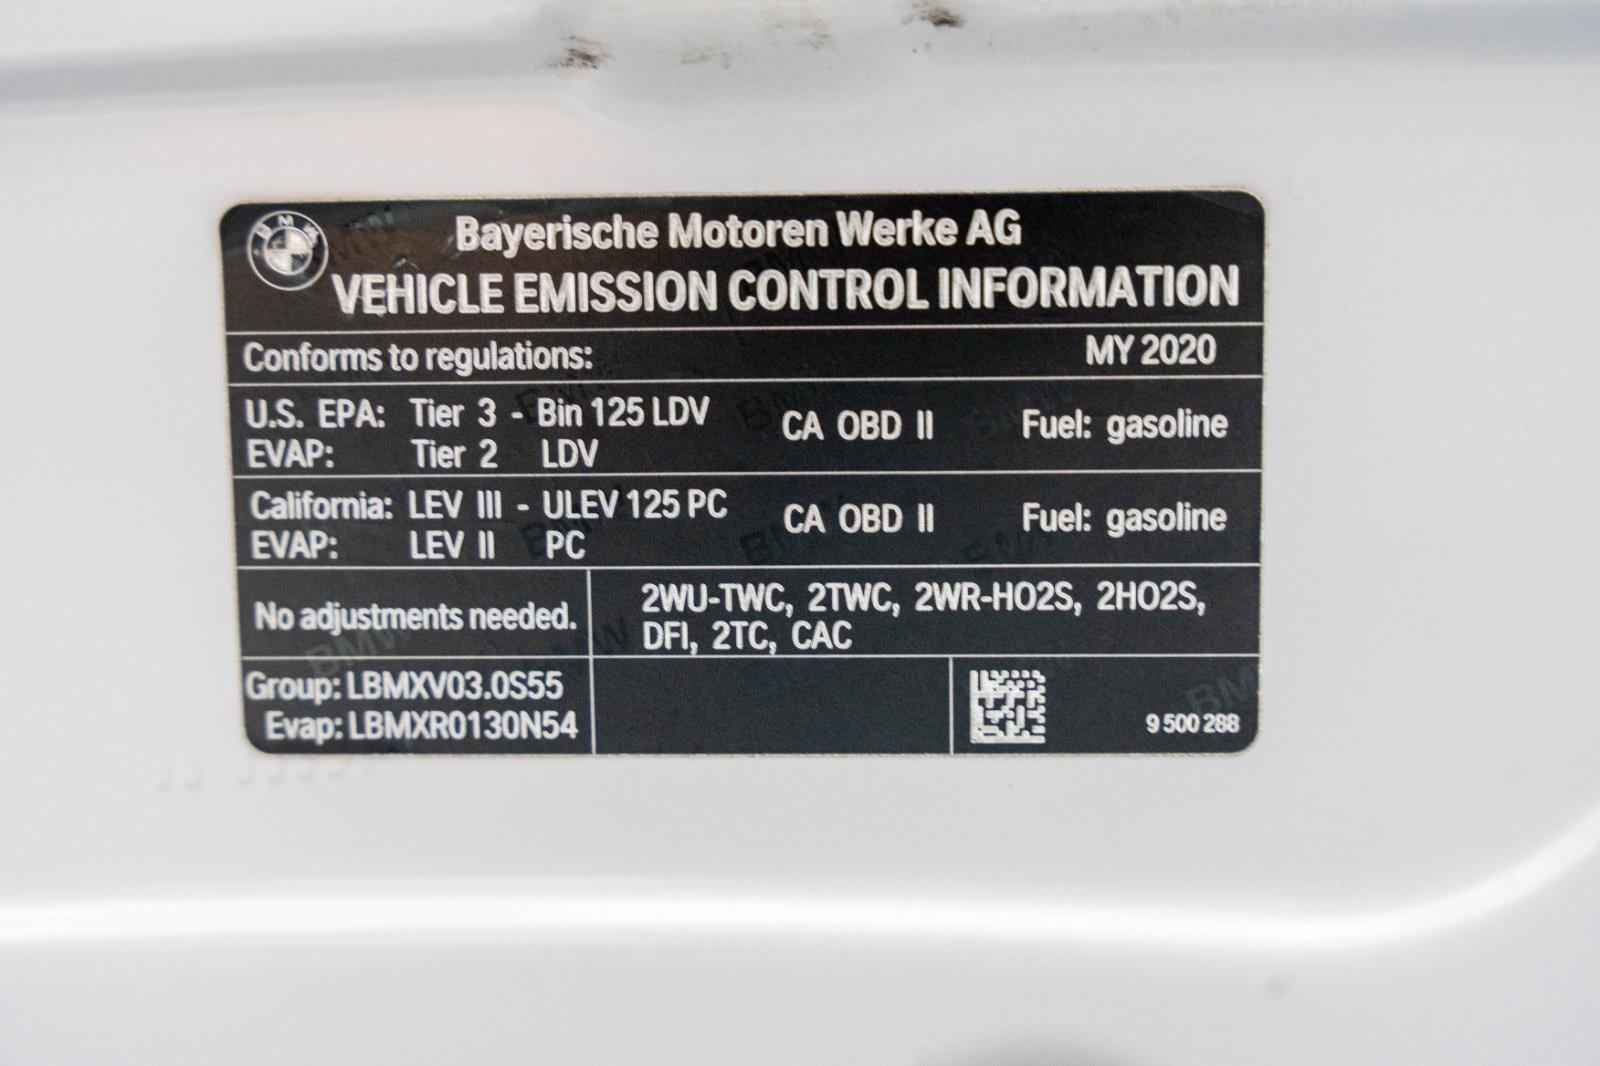 BMW
Bayerische Motoren Werke AG
VEHICLE EMISSION CONTROL INFORMATION
Conforms to regulations: MY 2020
U.S. EPA: Tier 3 - Bin 125 LDV CA OBD II Fuel: gasoline
EVAP: Tier 2 LDV
California: LEV III - ULEV 125 PC CA OBD II Fuel: gasoline
EVAP: LEV II PC
No adjustments needed.
2WU-TWC, 2TWC, 2WR-HO2S, 2HO2S,
DFI, 2TC, CAC
Group: LBMXV03.0S55
Evap: LBMXR0130N54
9 500 288